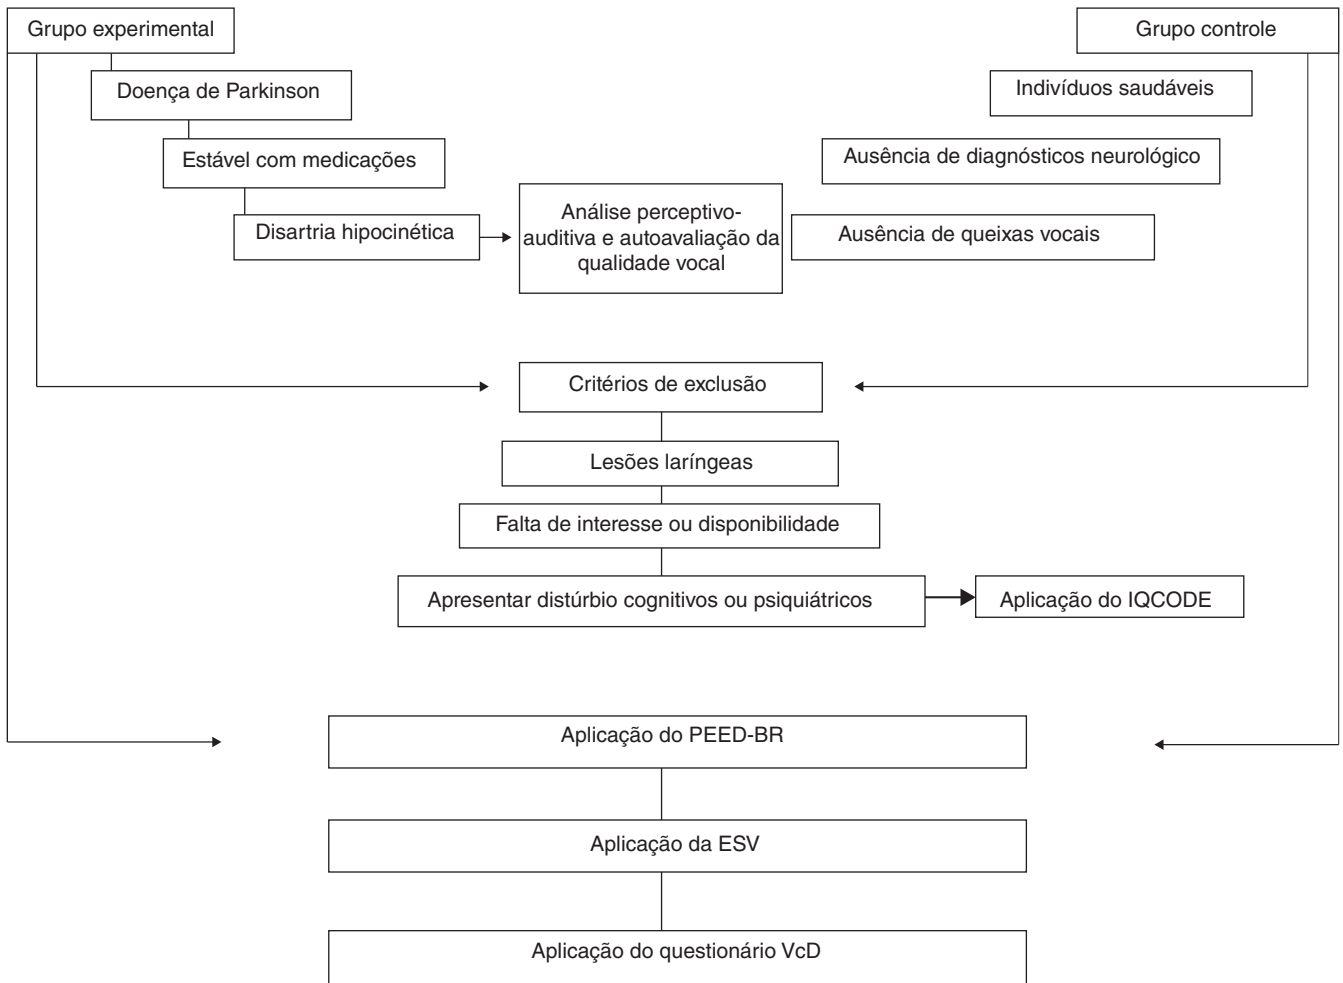 Grupo experimental
Grupo controle
Doença de Parkinson
Indivíduos saudáveis
Estável com medicações
Ausência de diagnósticos neurológico
Disartria hipocinética
Análise perceptivo-
auditiva e autoavaliação da
qualidade vocal
Ausência de queixas vocais
Critérios de exclusão
Lesões laríngeas
Falta de interesse ou disponibilidade
Apresentar distúrbio cognitivos ou psiquiátricos
Aplicação do IQCODE
Aplicação do PEED-BR
Aplicação da ESV
Aplicação do questionário VcD